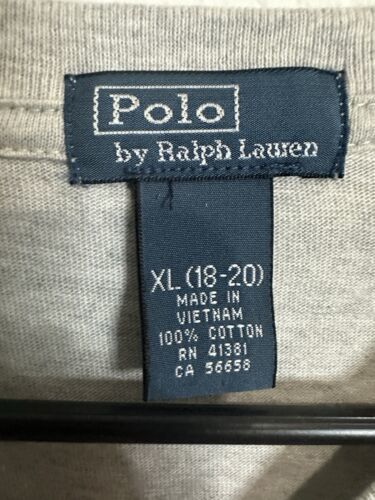 Polo
by Ralph Lauren
XL (18-20)
MADE IN
VIETNAM
100% COTTON
RN 41381
CA 56658